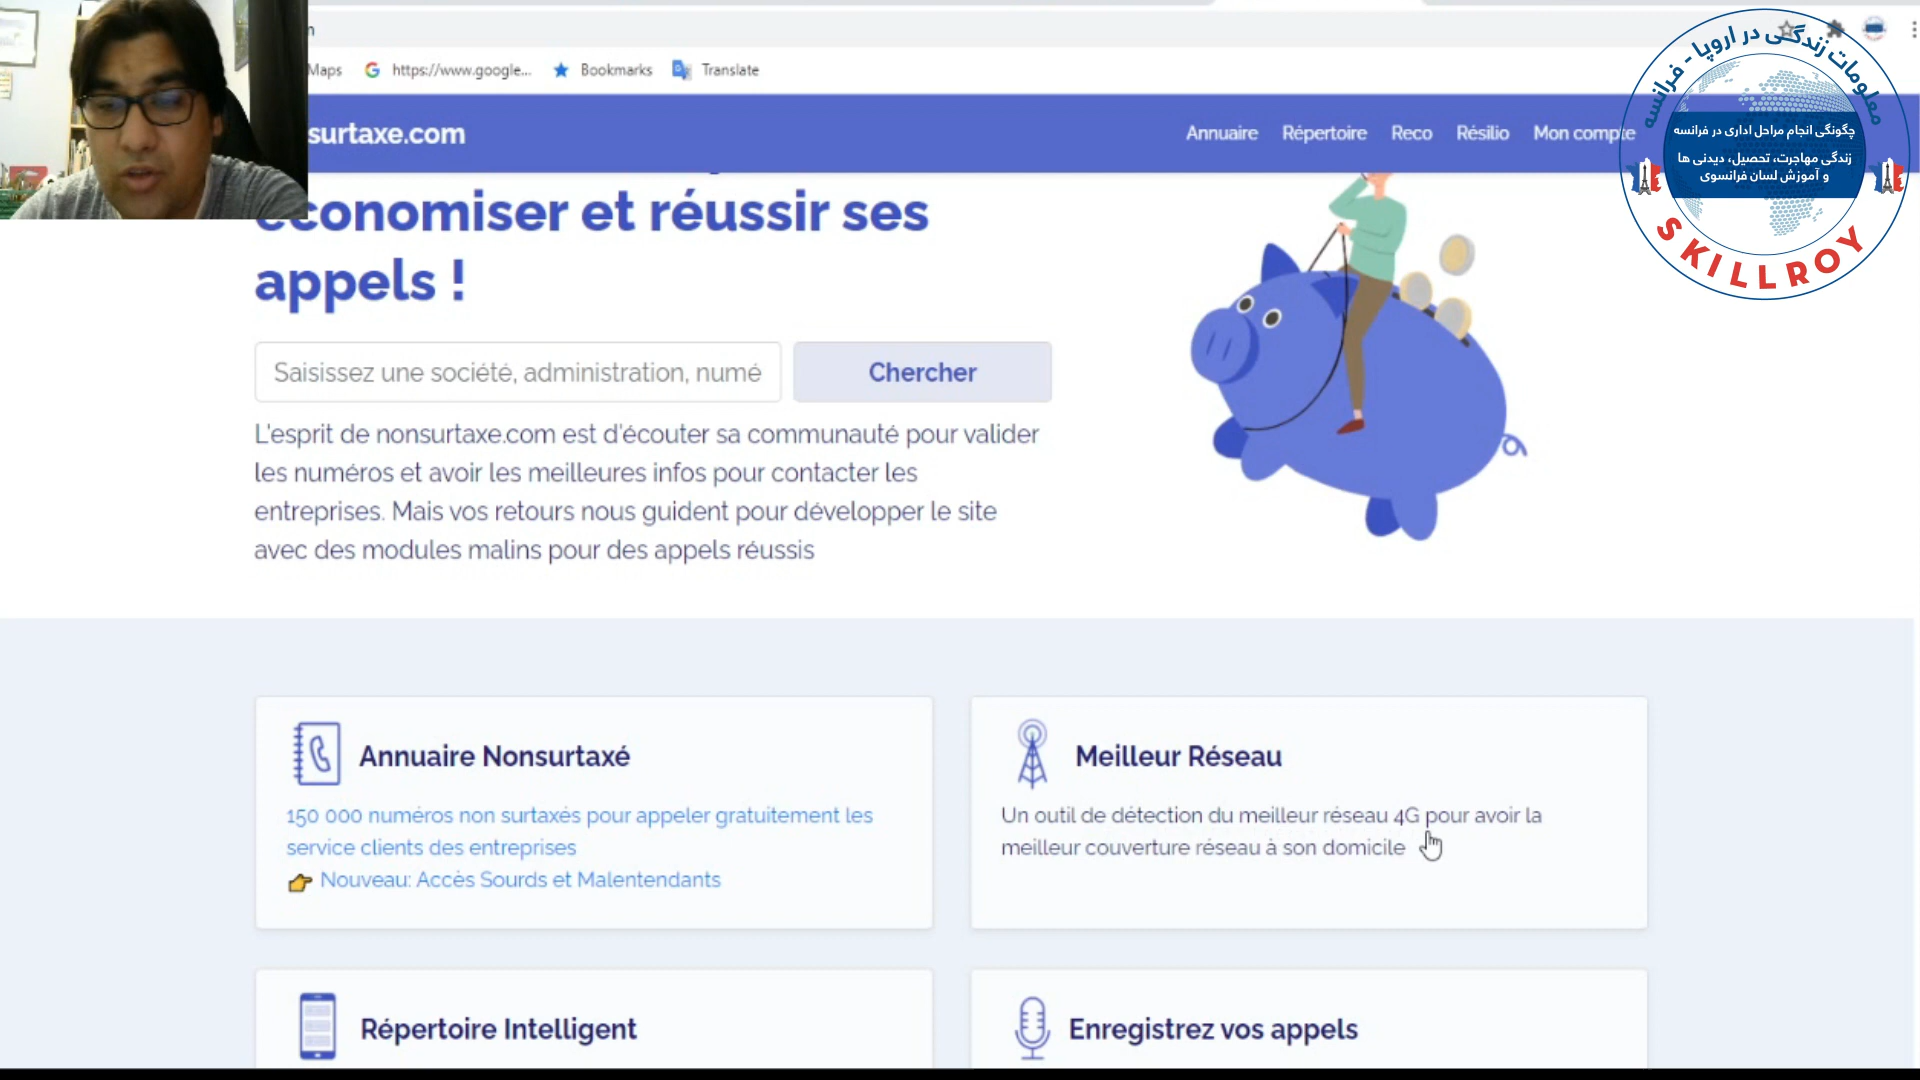 Maps
https://www.google...
Bookmarks
Translate
surtaxe.com
Annuaire
Répertoire
Reco
Résilio
Mon compte
économiser et réussir ses
appels !
Saisissez une société, administration, numé
Chercher
L'esprit de nonsurtaxe.com est d'écouter sa communauté pour valider
les numéros et avoir les meilleures infos pour contacter les
entreprises. Mais vos retours nous guident pour développer le site
avec des modules malins pour des appels réussis
معلومات زندگی در اروپا - فرانسه
چگونگی انجام مراحل اداری در فرانسه
زندگی مهاجرت، تحصیل، دیدنی ها
و آموزش لسان فرانسوی
SKILLROY
Annuaire Nonsurtaxé
150 000 numéros non surtaxés pour appeler gratuitement les
service clients des entreprises
👉 Nouveau: Accès Sourds et Malentendants
Meilleur Réseau
Un outil de détection du meilleur réseau 4G pour avoir la
meilleur couverture réseau à son domicile
Répertoire Intelligent
Enregistrez vos appels